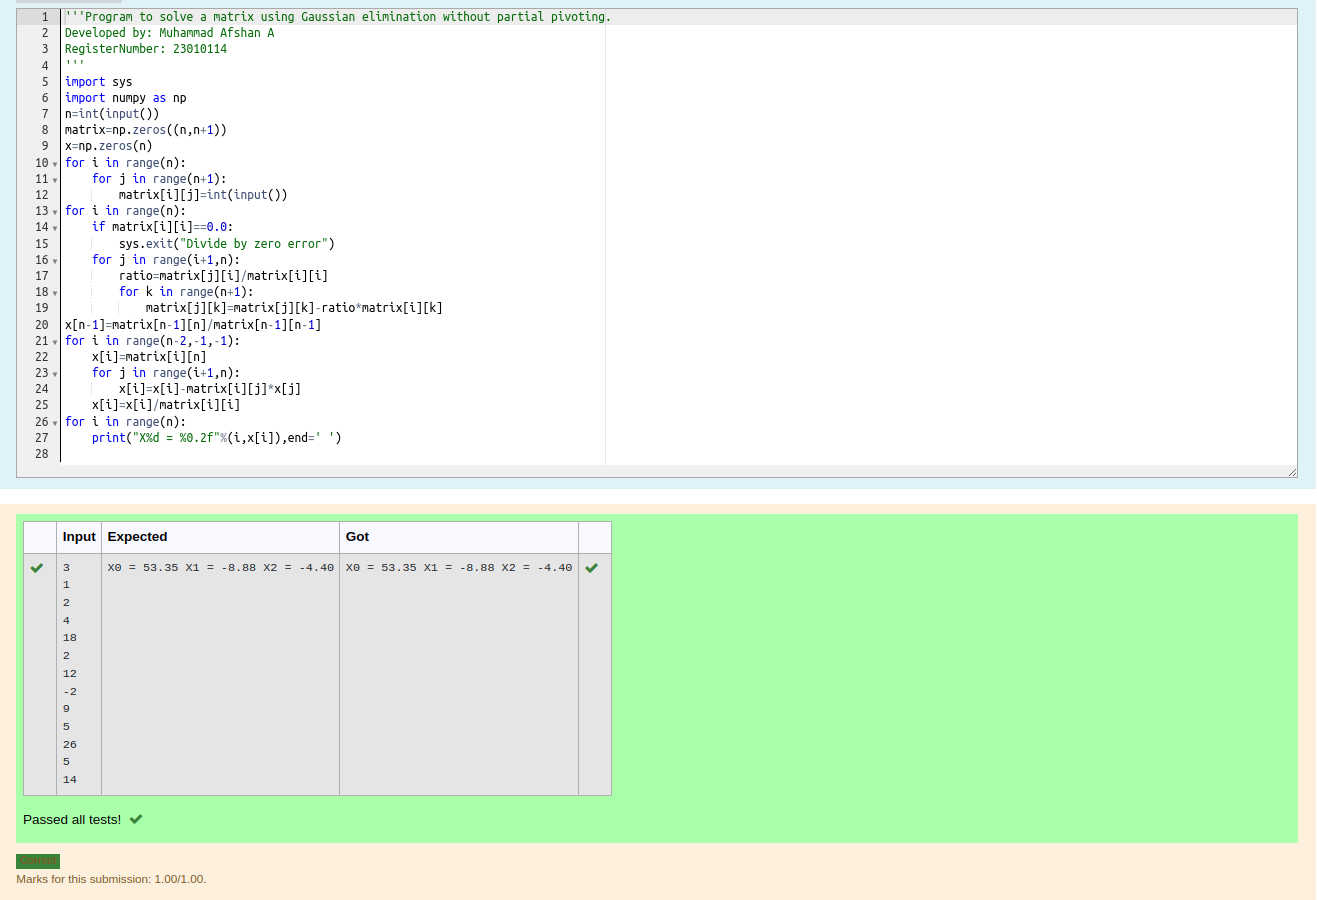 1 '''Program to solve a matrix using Gaussian elimination without partial pivoting.
2 Developed by: Muhammad Afshan A
3 RegisterNumber: 23010114
4 '''
5 import sys
6 import numpy as np
7 n=int(input())
8 matrix=np.zeros((n,n+1))
9 x=np.zeros(n)
10 for i in range(n):
11     for j in range(n+1):
12         matrix[i][j]=int(input())
13 for i in range(n):
14     if matrix[i][i]==0.0:
15         sys.exit("Divide by zero error")
16     for j in range(i+1,n):
17         ratio=matrix[j][i]/matrix[i][i]
18         for k in range(n+1):
19             matrix[j][k]=matrix[j][k]-ratio*matrix[i][k]
20 x[n-1]=matrix[n-1][n]/matrix[n-1][n-1]
21 for i in range(n-2,-1,-1):
22     x[i]=matrix[i][n]
23     for j in range(i+1,n):
24         x[i]=x[i]-matrix[i][j]*x[j]
25     x[i]=x[i]/matrix[i][i]
26 for i in range(n):
27     print("X%d = %0.2f"%(i,x[i]),end=' ')
28
Input Expected Got
3 X0 = 53.35 X1 = -8.88 X2 = -4.40 X0 = 53.35 X1 = -8.88 X2 = -4.40
1
2
4
18
2
12
-2
9
5
26
5
14
Passed all tests!
Correct
Marks for this submission: 1.00/1.00.